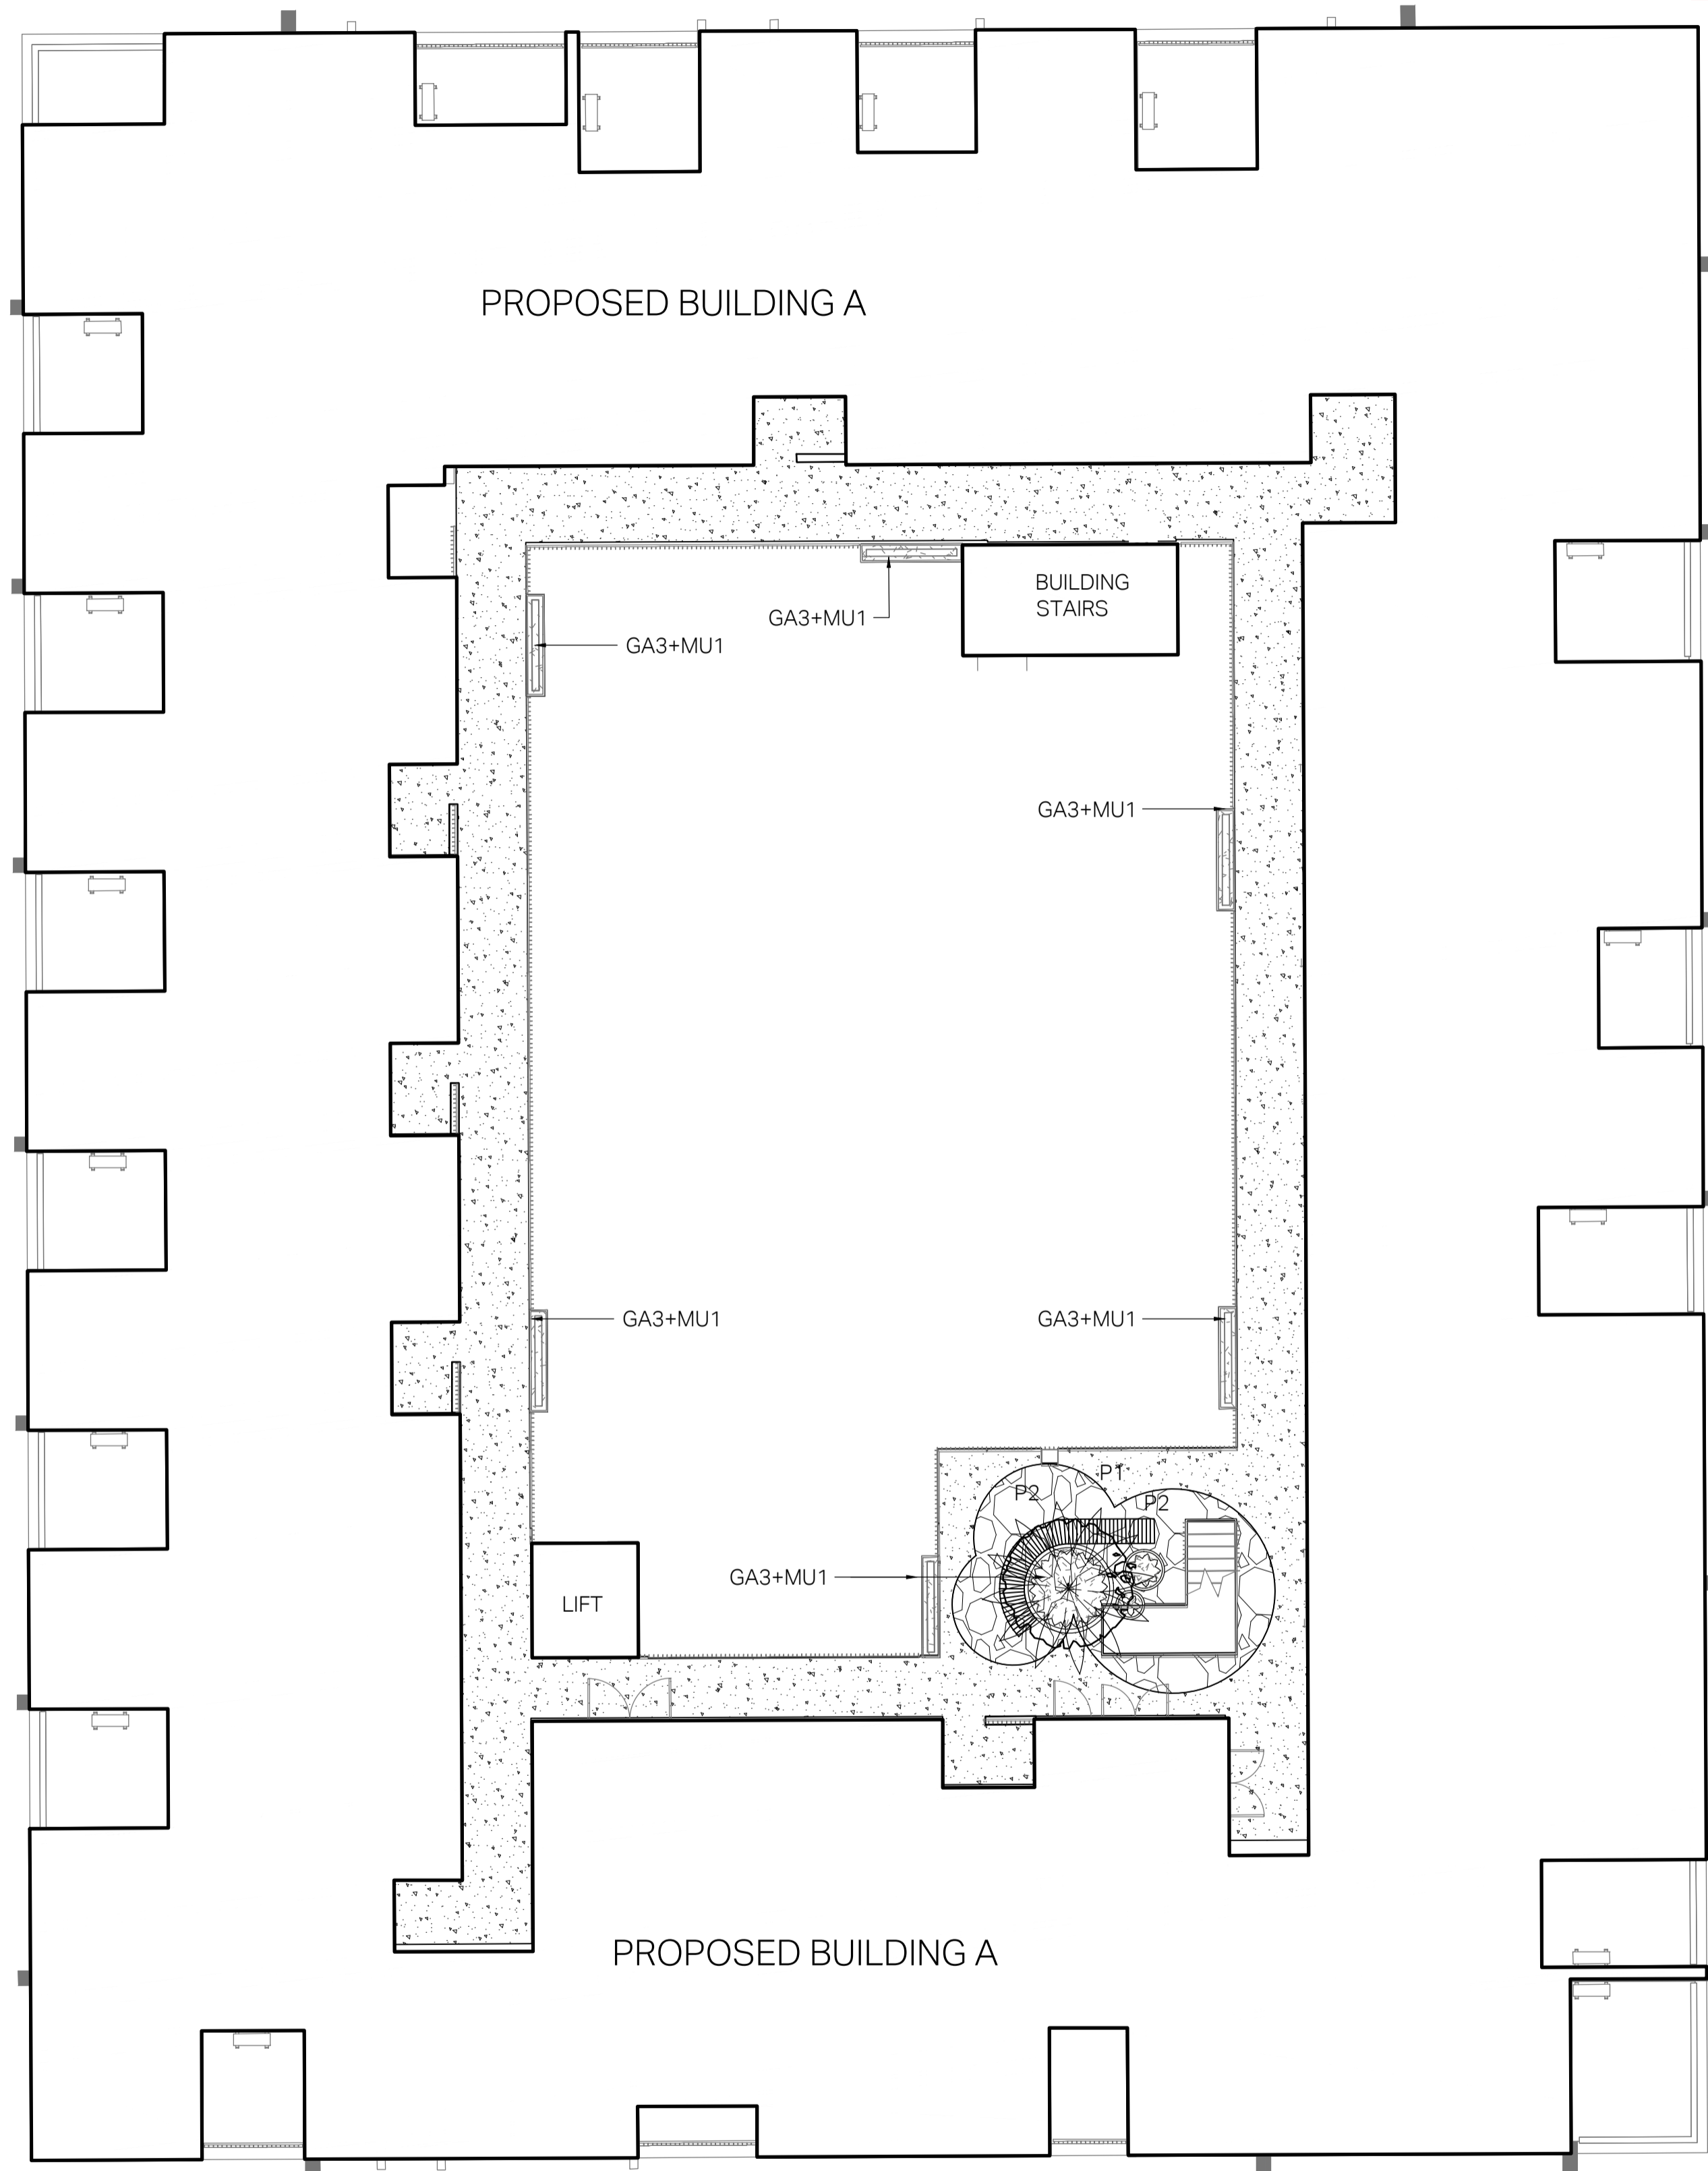 PROPOSED BUILDING A
BUILDING
STAIRS
GA3+MU1
GA3+MU1
GA3+MU1
GA3+MU1
GA3+MU1
P1
P2
P2
GA3+MU1
LIFT
PROPOSED BUILDING A